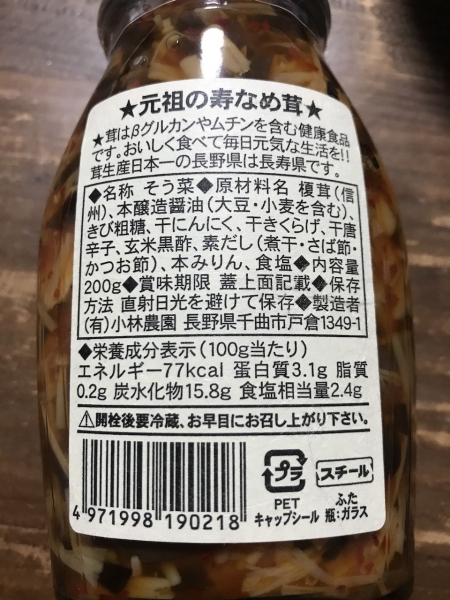 ★元祖の寿なめ茸★
★茸はβグルカンやムチンを含む健康食品
です。おいしく食べて毎日元気な生活を!!
茸生産日本一の長野県は長寿県です。
◆名称 そう菜◆原材料名 榎茸(信
州)、本醸造醤油(大豆・小麦を含む)、
きび粗糖、干にんにく、干きくらげ、干唐
辛子、玄米黒酢、素だし(煮干・さば節・
かつお節)、本みりん、食塩◆内容量
200g◆賞味期限 蓋上面記載◆保存
方法 直射日光を避けて保存◆製造者
(有)小林農園 長野県千曲市戸倉1349-1
◆栄養成分表示(100g当たり)
エネルギー77kcal 蛋白質3.1g 脂質
0.2g 炭水化物15.8g 食塩相当量2.4g
⚠開栓後要冷蔵、お早目にお召し上がり下さい。
プラ
スチール
PET
キャップシール
ふた
瓶:ガラス
4 971998 190218